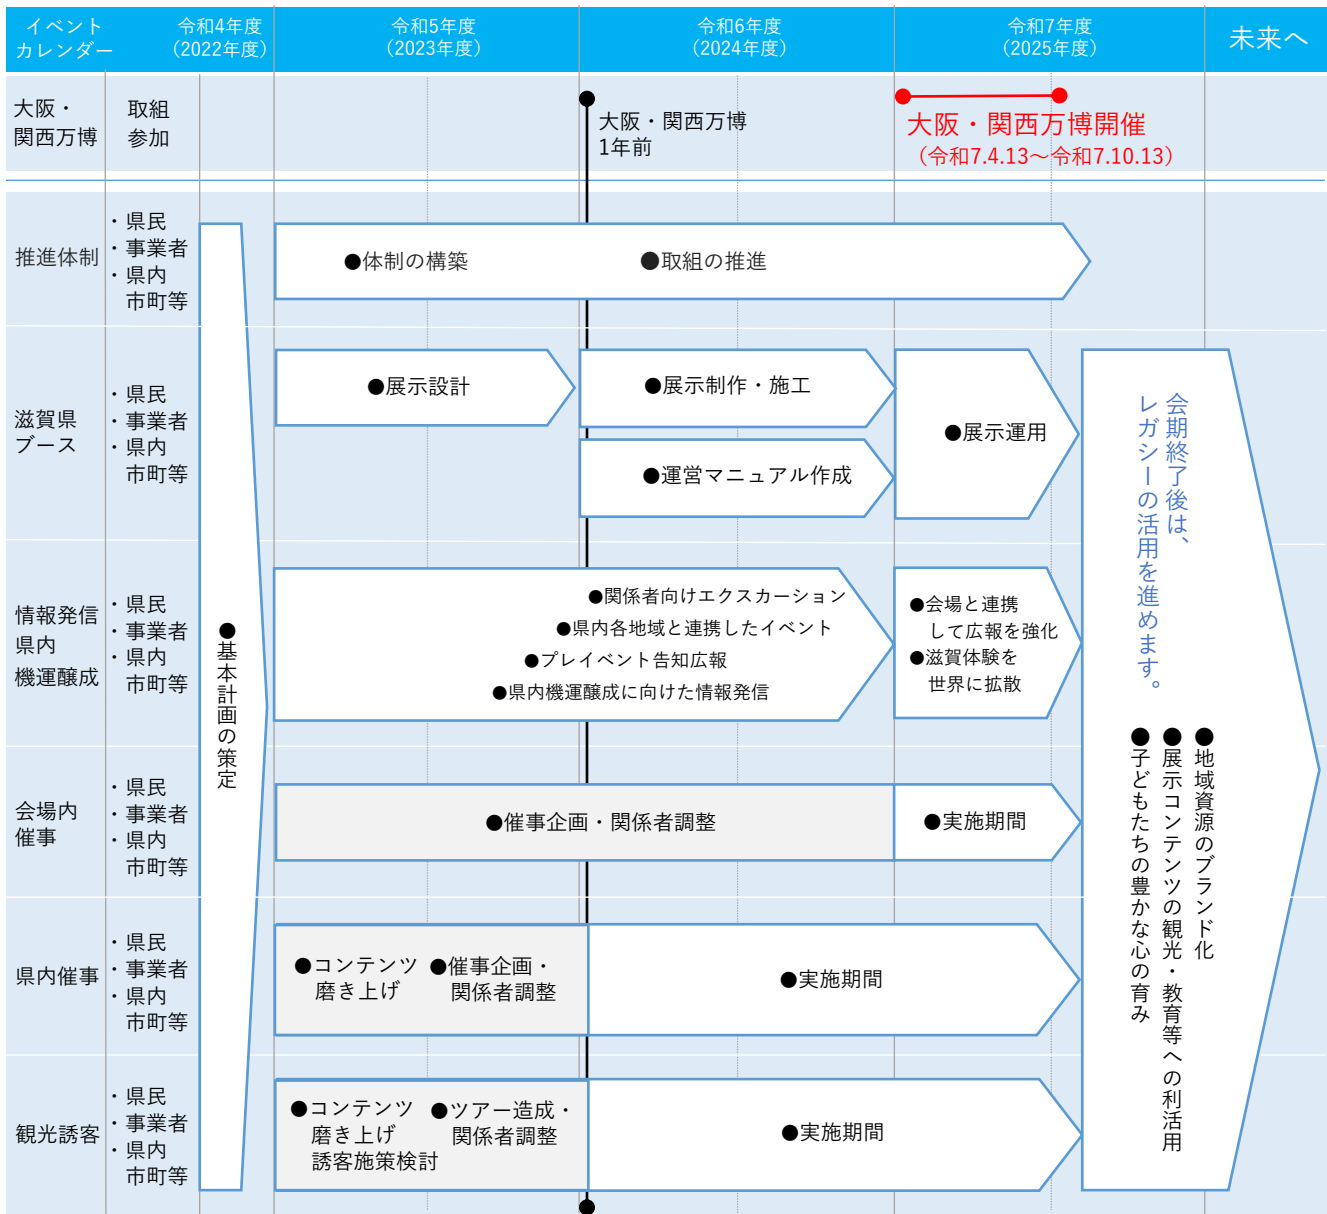 イベント
カレンダー
令和4年度
（2022年度）
令和5年度
（2023年度）
令和6年度
（2024年度）
令和7年度
（2025年度）
未来へ
大阪・
関西万博
取組
参加
大阪・関西万博
1年前
大阪・関西万博開催
（令和7.4.13〜令和7.10.13）
推進体制
・県民
・事業者
・県内
市町等
●体制の構築
●取組の推進
滋賀県
ブース
・県民
・事業者
・県内
市町等
●展示設計
●展示制作・施工
●運営マニュアル作成
●展示運用
情報発信
県内
機運醸成
・県民
・事業者
・県内
市町等
●基本計画の策定
●関係者向けエクスカーション
●県内各地域と連携したイベント
●プレイベント告知広報
●県内機運醸成に向けた情報発信
●会場と連携
して広報を強化
●滋賀体験を
世界に拡散
会期終了後は、
レガシーの活用を進めます。
●地域資源のブランド化
●展示コンテンツの観光・教育等への利活用
●子どもたちの豊かな心の育み
会場内
催事
・県民
・事業者
・県内
市町等
●催事企画・関係者調整
●実施期間
県内催事
・県民
・事業者
・県内
市町等
●コンテンツ
磨き上げ
●催事企画・
関係者調整
●実施期間
観光誘客
・県民
・事業者
・県内
市町等
●コンテンツ
磨き上げ
誘客施策検討
●ツアー造成・
関係者調整
●実施期間